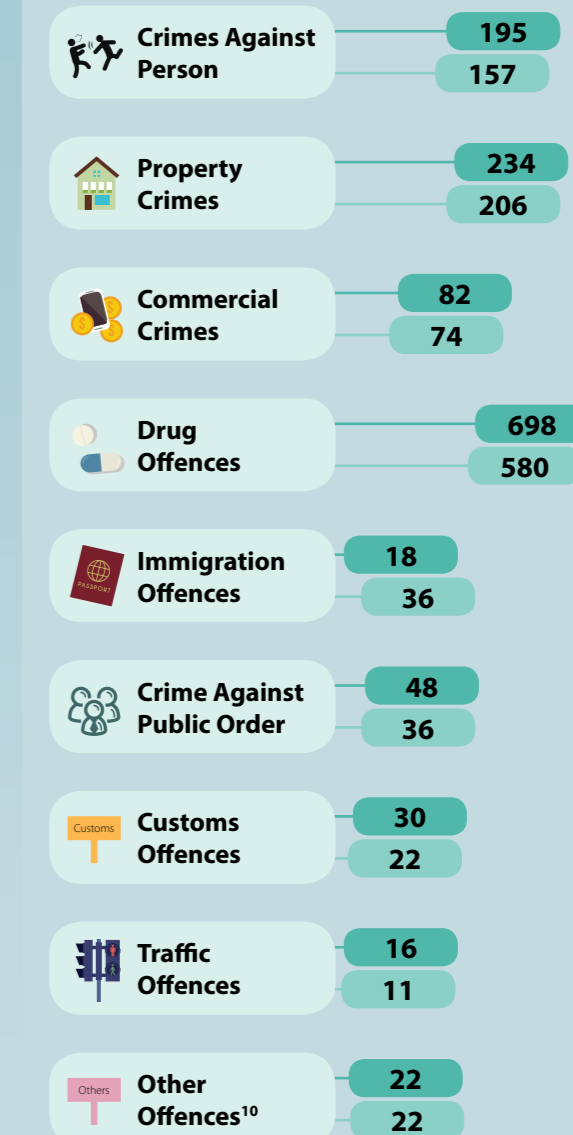 Crimes Against
Person
195
157
Property
Crimes
234
206
$
$
$
Commercial
Crimes
82
74
Drug
Offences
698
580
PASSPORT
Immigration
Offences
18
36
Crime Against
Public Order
48
36
Customs
Customs
Offences
30
22
Traffic
Offences
16
11
Others
Other
Offences¹⁰
22
22